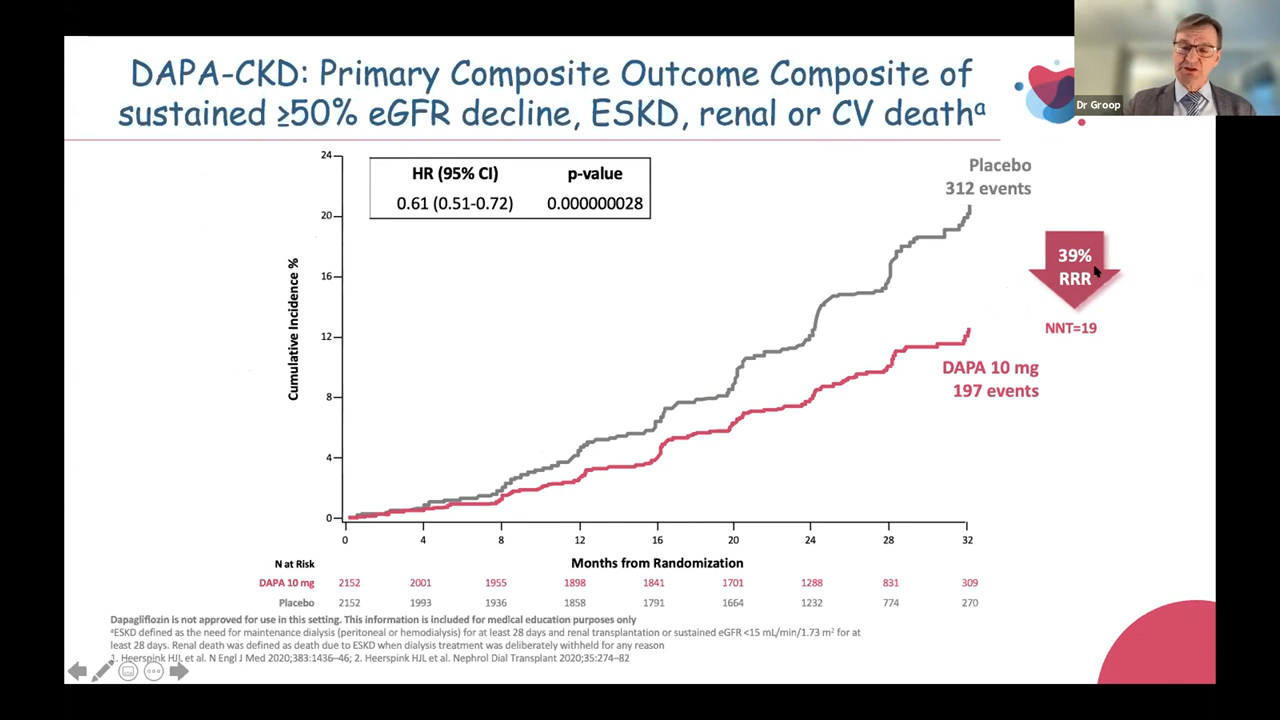 DAPA-CKD: Primary Composite Outcome Composite of
sustained ≥50% eGFR decline, ESKD, renal or CV deathᵃ
Dr Groop
HR (95% CI) p-value
0.61 (0.51-0.72) 0.000000028
Placebo
312 events
39%
RRR
NNT=19
DAPA 10 mg
197 events
Cumulative Incidence %
24
20
16
12
8
4
0
0 4 8 12 16 20 24 28 32
N at Risk Months from Randomization
DAPA 10 mg 2152 2001 1955 1898 1841 1701 1288 831 309
Placebo 2152 1993 1936 1858 1791 1664 1232 774 270
Dapagliflozin is not approved for use in this setting. This information is included for medical education purposes only
ᵃESKD defined as the need for maintenance dialysis (peritoneal or hemodialysis) for at least 28 days and renal transplantation or sustained eGFR <15 mL/min/1.73 m² for at
least 28 days. Renal death was defined as death due to ESKD when dialysis treatment was deliberately withheld for any reason
1. Heerspink HJL et al. N Engl J Med 2020;383:1436–46; 2. Heerspink HJL et al. Nephrol Dial Transplant 2020;35:274–82